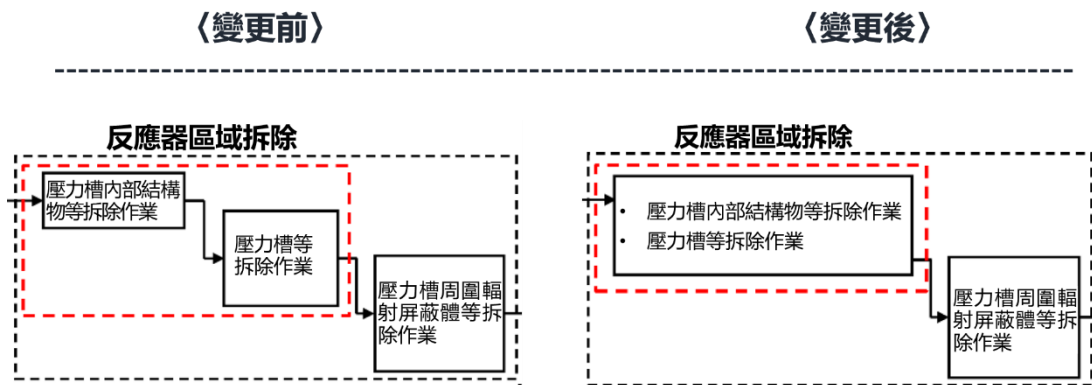 〈變更前〉
〈變更後〉
反應器區域拆除
壓力槽內部結構
物等拆除作業
壓力槽等
拆除作業
壓力槽周圍輻
射屏蔽體等拆
除作業
反應器區域拆除
• 壓力槽內部結構物等拆除作業
• 壓力槽等拆除作業
壓力槽周圍輻
射屏蔽體等拆
除作業